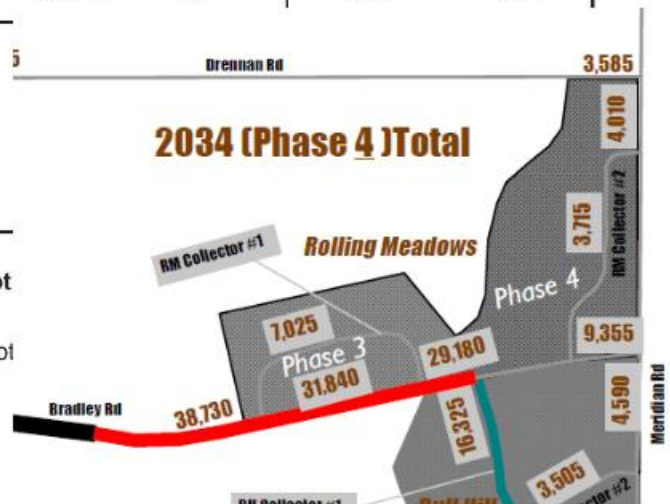 5
Drennan Rd
3,585
4,010
2034 (Phase 4 )Total
RM Collector #2
3,715
RM Collector #1
Rolling Meadows
ot
Phase 4
7,025
9,355
Phase 3
29,180
ot
31,840
Bradley Rd
38,730
4,590
Meridian Rd
16,325
3,505
#2